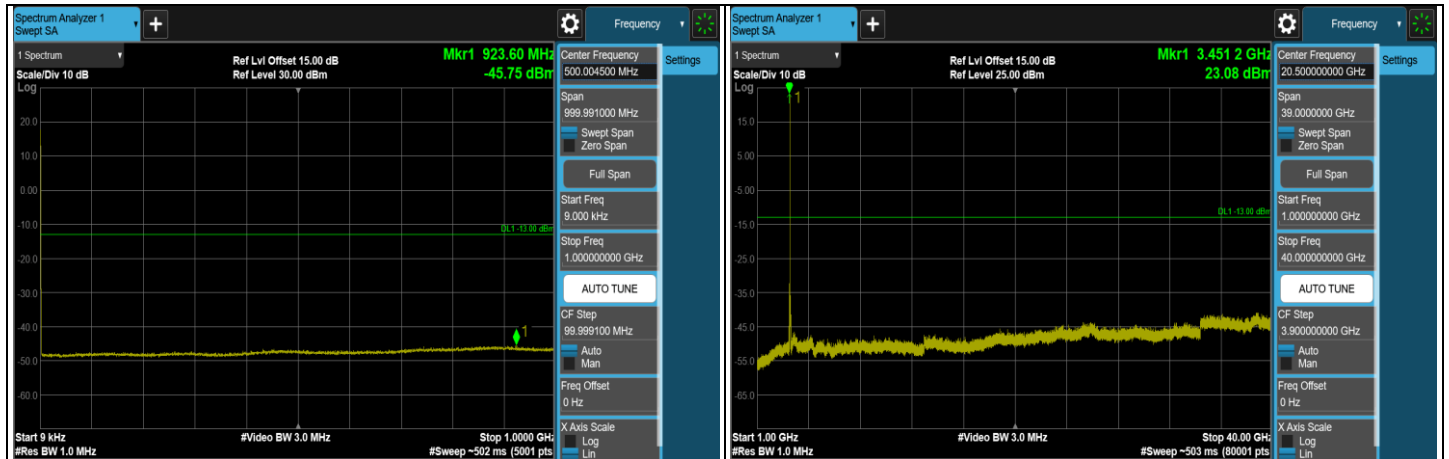 Spectrum Analyzer 1
Swept SA
+
Frequency
1 Spectrum
Scale/Div 10 dB
Log
Ref Lvl Offset 15.00 dB
Ref Level 30.00 dBm
Mkr1 923.60 MHz
-45.75 dBm
20.0
10.0
0.00
-10.0
-20.0
-30.0
-40.0
-50.0
-60.0
DL1 -13.00 dBm
1
Start 9 kHz
#Res BW 1.0 MHz
#Video BW 3.0 MHz
Stop 1.0000 GHz
#Sweep ~502 ms (5001 pts
Center Frequency
500.004500 MHz
Settings
Span
999.991000 MHz
Swept Span
Zero Span
Full Span
Start Freq
9.000 kHz
Stop Freq
1.000000000 GHz
AUTO TUNE
CF Step
99.999100 MHz
Auto
Man
Freq Offset
0 Hz
X Axis Scale
Log
Lin
Spectrum Analyzer 1
Swept SA
+
Frequency
1 Spectrum
Scale/Div 10 dB
Log
Ref Lvl Offset 15.00 dB
Ref Level 25.00 dBm
Mkr1 3.451 2 GHz
23.08 dBm
1
15.0
5.00
-5.00
-15.0
-25.0
-35.0
-45.0
-55.0
-65.0
DL1 -13.00 dBm
Start 1.00 GHz
#Res BW 1.0 MHz
#Video BW 3.0 MHz
Stop 40.00 GHz
#Sweep ~503 ms (80001 pts
Center Frequency
20.500000000 GHz
Settings
Span
39.0000000 GHz
Swept Span
Zero Span
Full Span
Start Freq
1.000000000 GHz
Stop Freq
40.000000000 GHz
AUTO TUNE
CF Step
3.900000000 GHz
Auto
Man
Freq Offset
0 Hz
X Axis Scale
Log
Lin